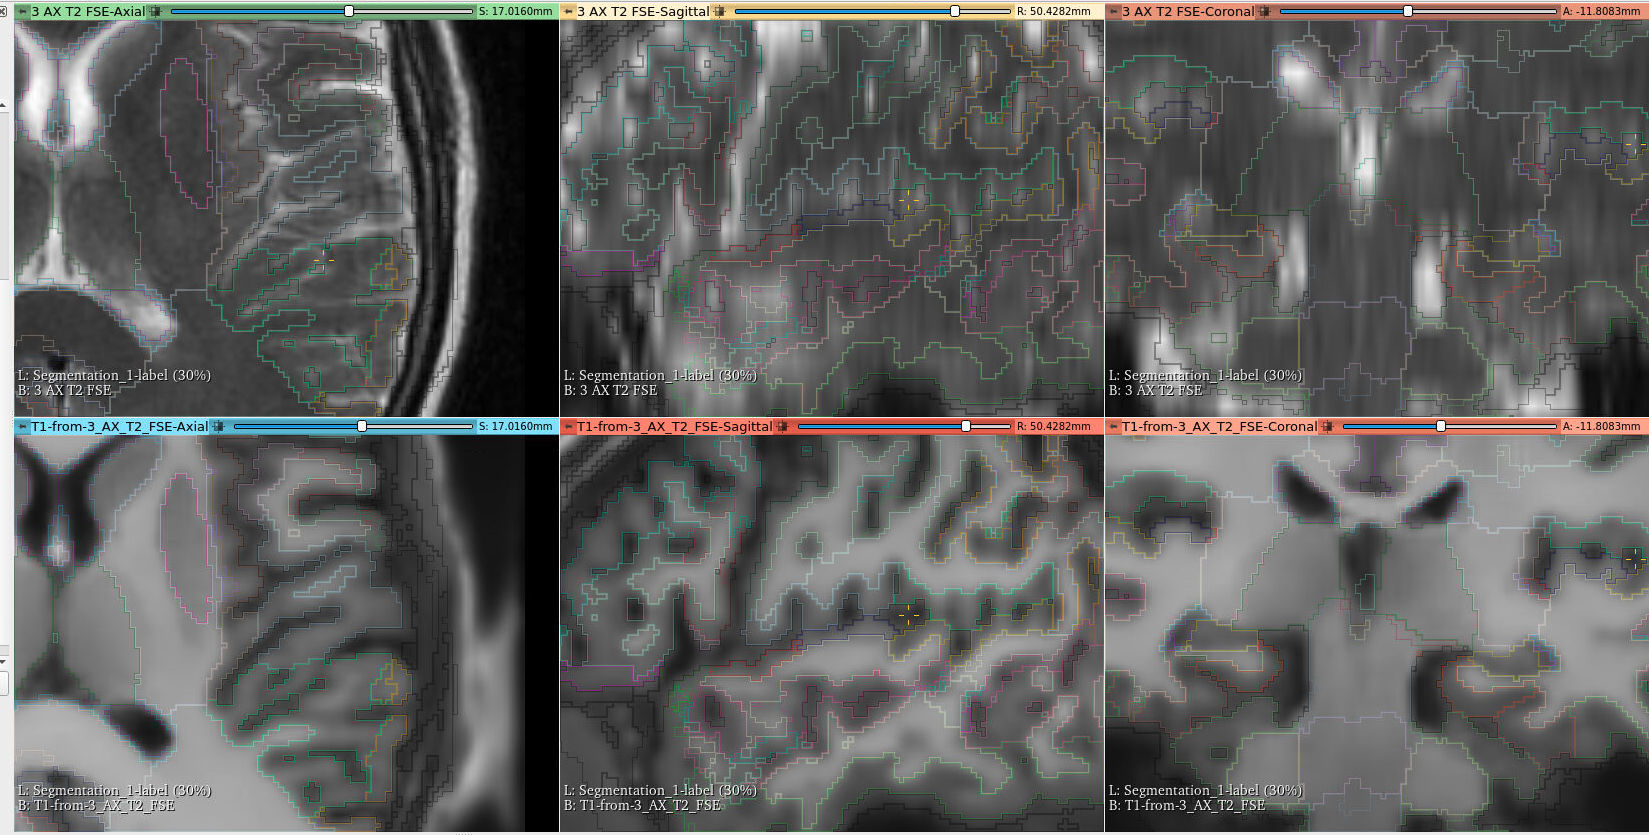 3 AX T2 FSE-Axial
S: 17.0160mm
3 AX T2 FSE-Sagittal
R: 50.4282mm
3 AX T2 FSE-Coronal
A: -11.8083mm
L: Segmentation_1-label (30%)
B: 3 AX T2 FSE
L: Segmentation_1-label (30%)
B: 3 AX T2 FSE
L: Segmentation_1-label (30%)
B: 3 AX T2 FSE
T1-from-3_AX_T2_FSE-Axial
S: 17.0160mm
T1-from-3_AX_T2_FSE-Sagittal
R: 50.4282mm
T1-from-3_AX_T2_FSE-Coronal
A: -11.8083mm
L: Segmentation_1-label (30%)
B: T1-from-3_AX_T2_FSE
L: Segmentation_1-label (30%)
B: T1-from-3_AX_T2_FSE
L: Segmentation_1-label (30%)
B: T1-from-3_AX_T2_FSE